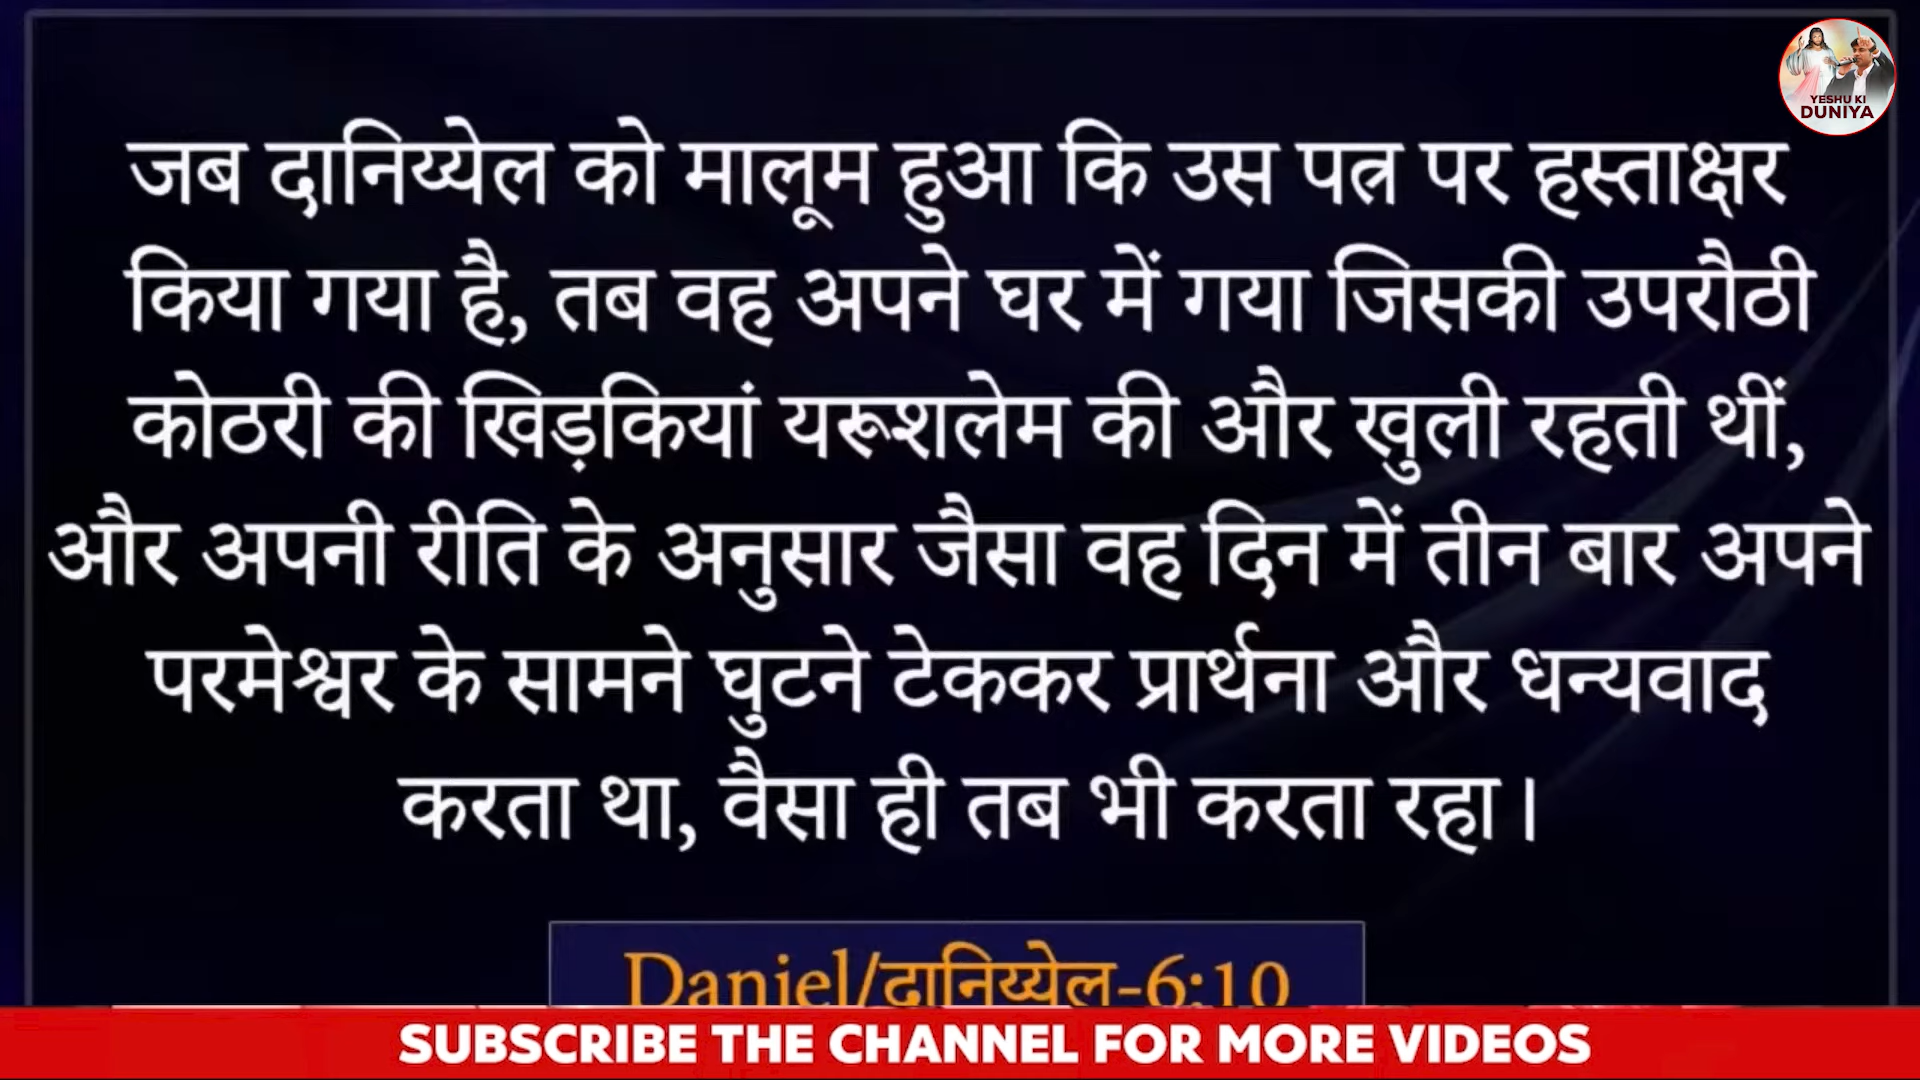 YESHU KI
DUNIYA
जब दानिय्येल को मालूम हुआ कि उस पत्र पर हस्ताक्षर
किया गया है, तब वह अपने घर में गया जिसकी उपरौठी
कोठरी की खिड़कियां यरूशलेम की और खुली रहती थीं,
और अपनी रीति के अनुसार जैसा वह दिन में तीन बार अपने
परमेश्वर के सामने घुटने टेककर प्रार्थना और धन्यवाद
करता था, वैसा ही तब भी करता रहा।
Daniel/दानिय्येल-6:10
SUBSCRIBE THE CHANNEL FOR MORE VIDEOS